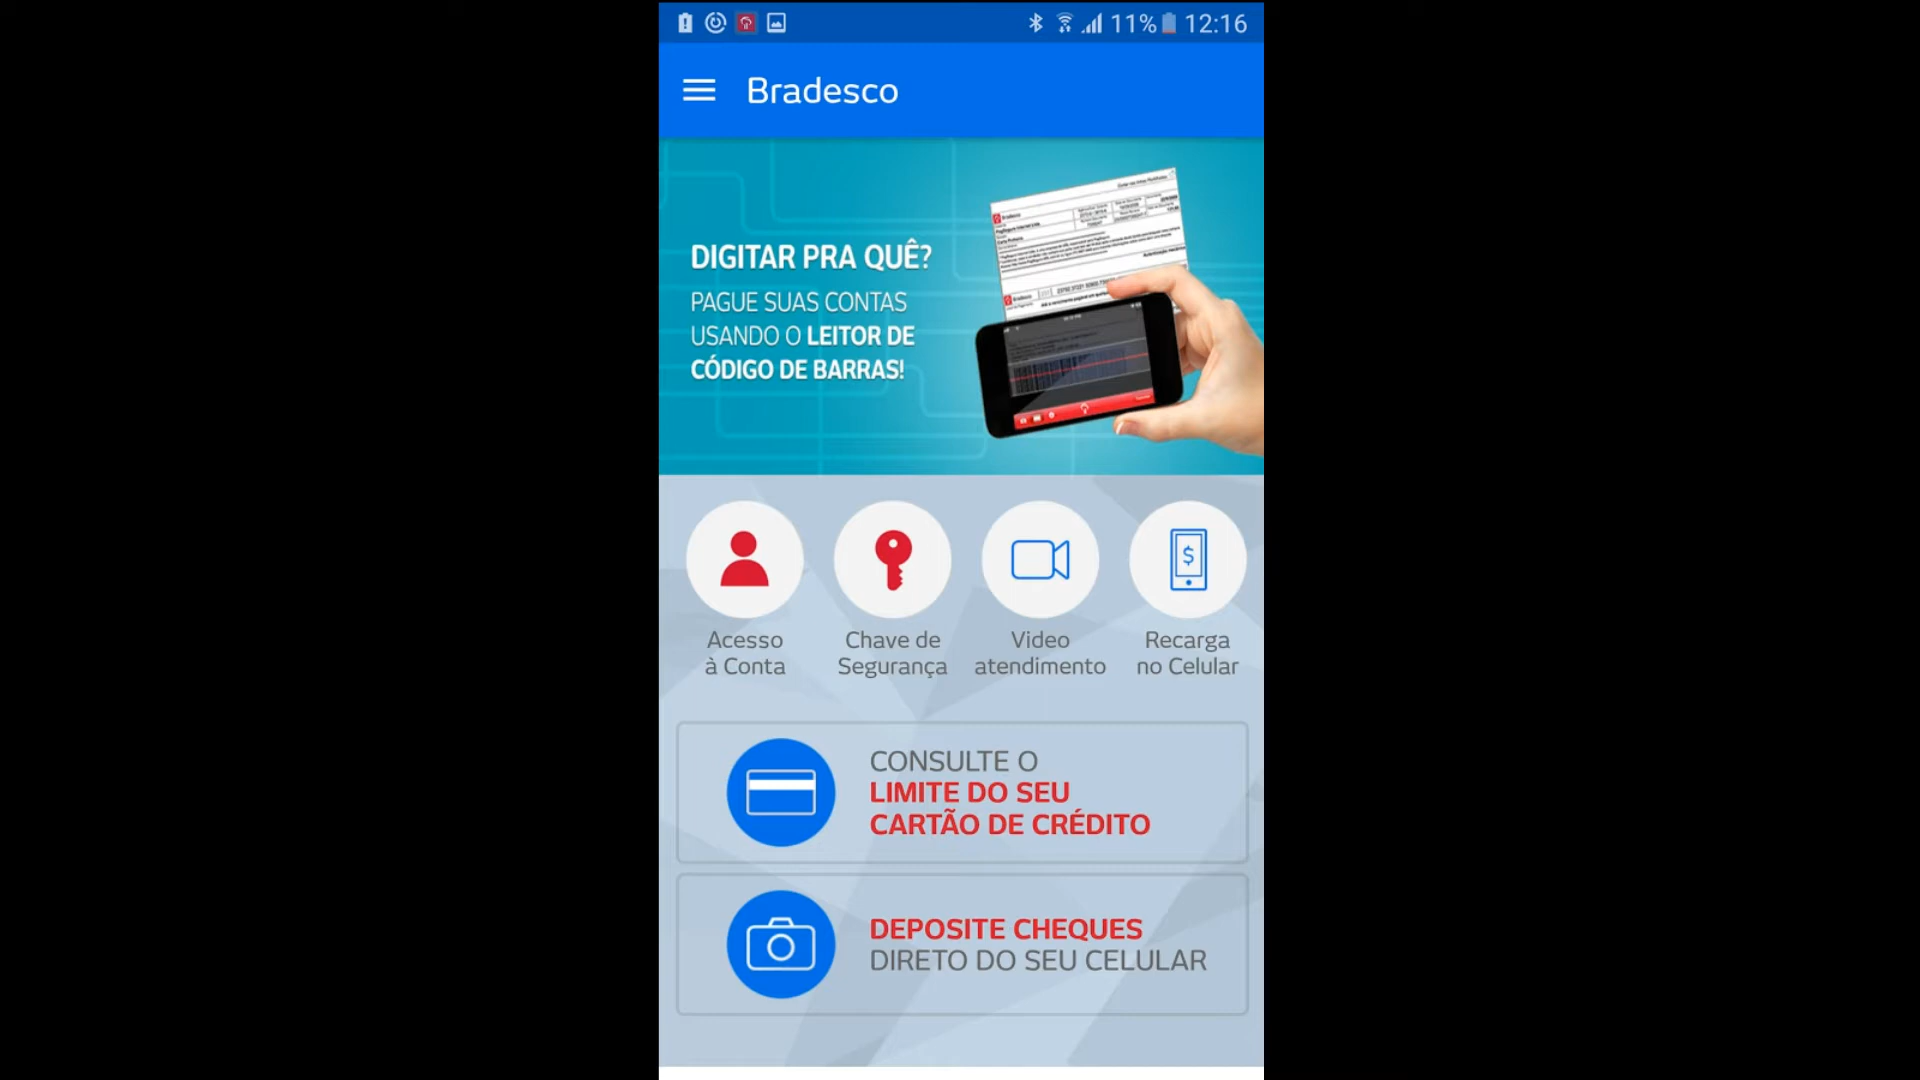 11% 12:16
Bradesco
DIGITAR PRA QUÊ?
PAGUE SUAS CONTAS
USANDO O LEITOR DE
CÓDIGO DE BARRAS!
Bradesco
Bradesco
Acesso
à Conta
Chave de
Segurança
Video
atendimento
Recarga
no Celular
CONSULTE O
LIMITE DO SEU
CARTÃO DE CRÉDITO
DEPOSITE CHEQUES
DIRETO DO SEU CELULAR